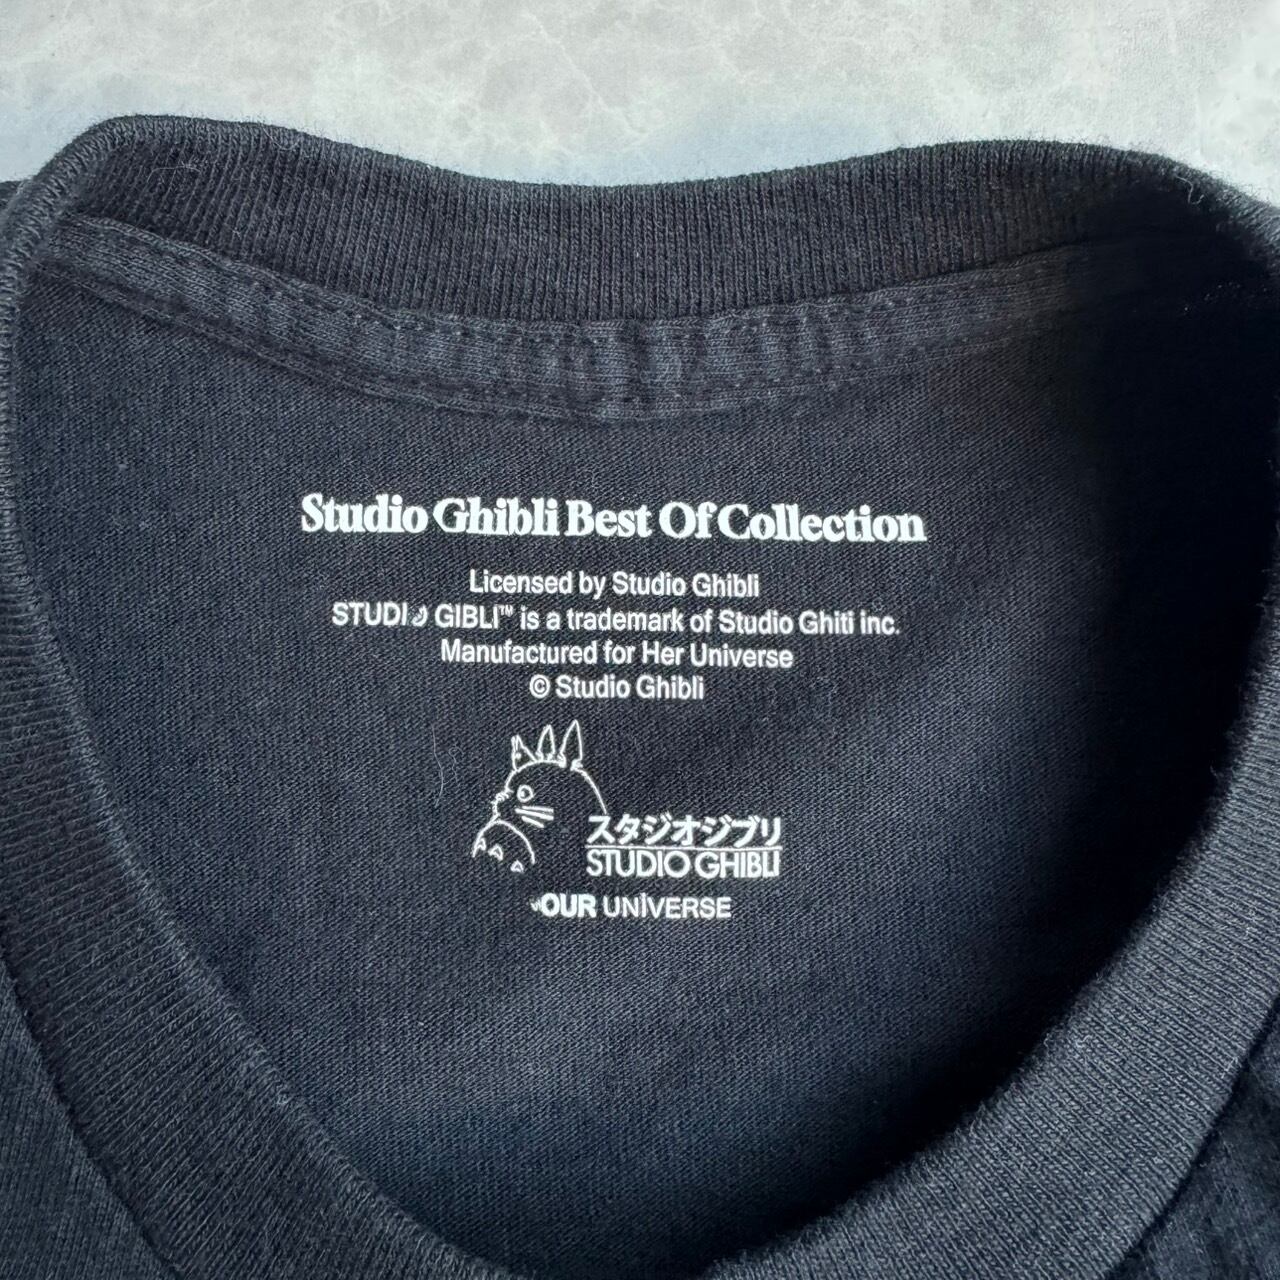 Studio Ghibli Best Of Collection
Licensed by Studio Ghibli
GIBLI™ is a trademark of Studio Ghiti inc.
Manufactured for Her Universe
© Studio Ghibli
スタジオジブリ
STUDIO GHIBLI
OUR UNIVERSE